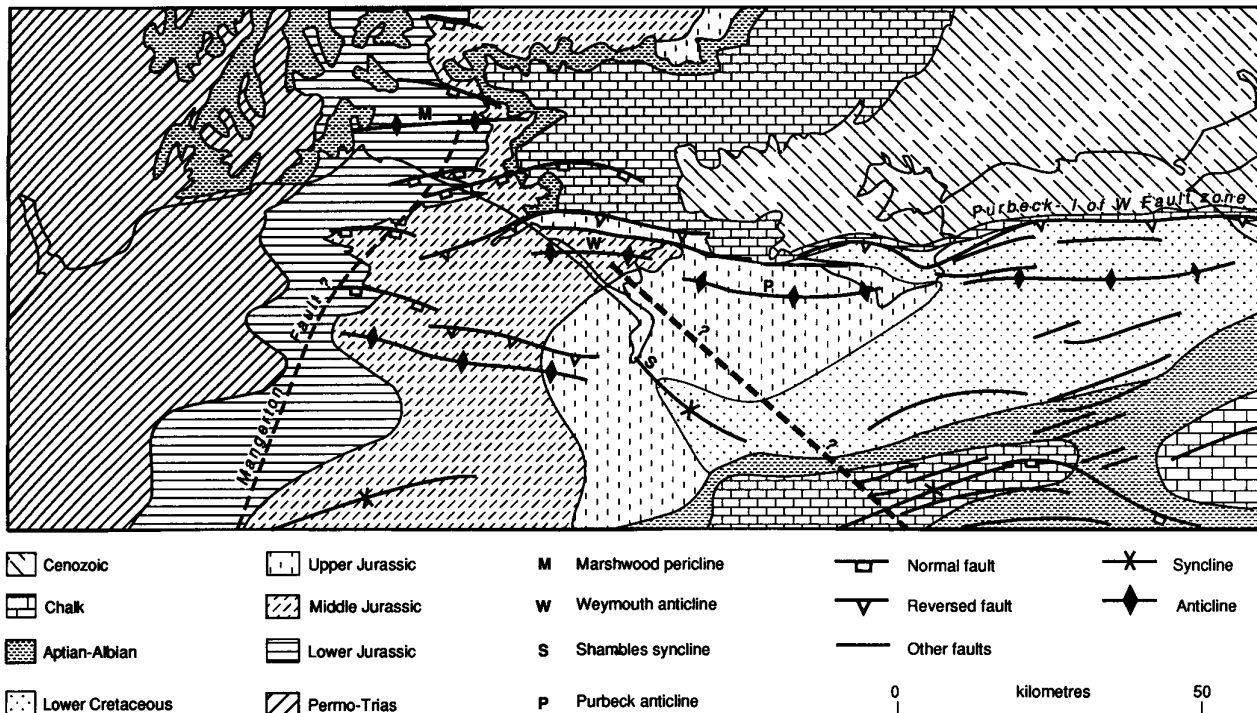 M
Purbeck - I of W Fault zone
W
P
Mangerton Fault ?
?
S
?
Cenozoic
Chalk
Aptian-Albian
Lower Cretaceous
Upper Jurassic
Middle Jurassic
Lower Jurassic
Permo-Trias
M Marshwood pericline
W Weymouth anticline
S Shambles syncline
P Purbeck anticline
Normal fault
Reversed fault
Other faults
Syncline
Anticline
0 kilometres 50